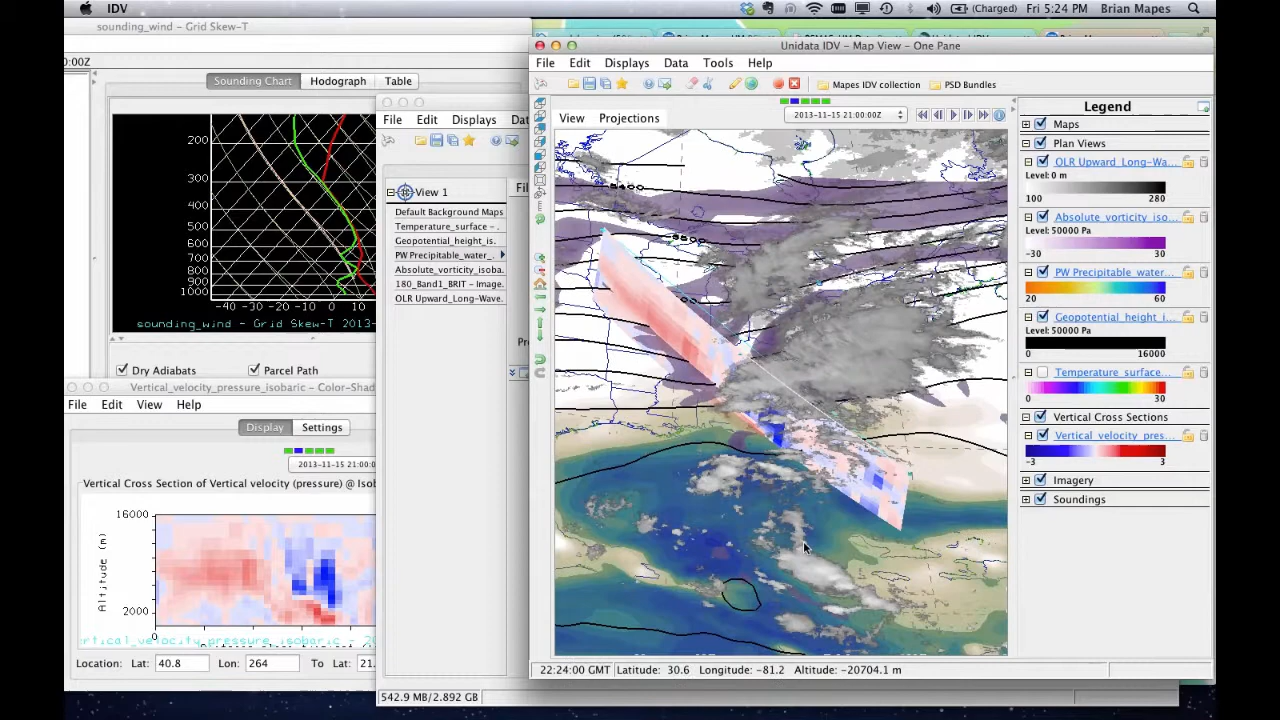 IDV
(Charged) Fri 5:24 PM Brian Mapes
sounding_wind - Grid Skew-T
00:00Z
Sounding Chart Hodograph Table
200
300
400
500
600
700
800
900
1000
-40 -30 -20 -10 0 10
sounding_wind - Grid Skew-T 2013-
Dry Adiabats Parcel Path
File Edit Displays
View 1
Default Background Maps
Temperature_surface -
Geopotential_height_is.
PW Precipitable_water_.
Absolute_vorticity_isoba.
180_Band1_BRIT - Image.
OLR Upward_Long-Wave.
542.9 MB/2.892 GB
Vertical_velocity_pressure_isobaric - Color-Shad
File Edit View Help
Display Settings
2013-11-15 21:00:0
Vertical Cross Section of Vertical velocity (pressure) @ Isob
16000
Altitude (m)
2000
0
Location: Lat: 40.8 Lon: 264 To Lat: 21.
Unidata IDV - Map View - One Pane
File Edit Displays Data Tools Help
Mapes IDV collection PSD Bundles
View Projections
2013-11-15 21:00:00Z
22:24:00 GMT Latitude: 30.6 Longitude: -81.2 Altitude: -20704.1 m
Legend
Maps
Plan Views
OLR Upward_Long-Wa...
Level: 0 m
100 280
Absolute_vorticity_iso...
Level: 50000 Pa
-30 30
PW Precipitable_water...
20 60
Geopotential_height_i...
Level: 50000 Pa
0 16000
Temperature_surface...
0 30
Vertical Cross Sections
Vertical_velocity_pres...
-3 3
Imagery
Soundings